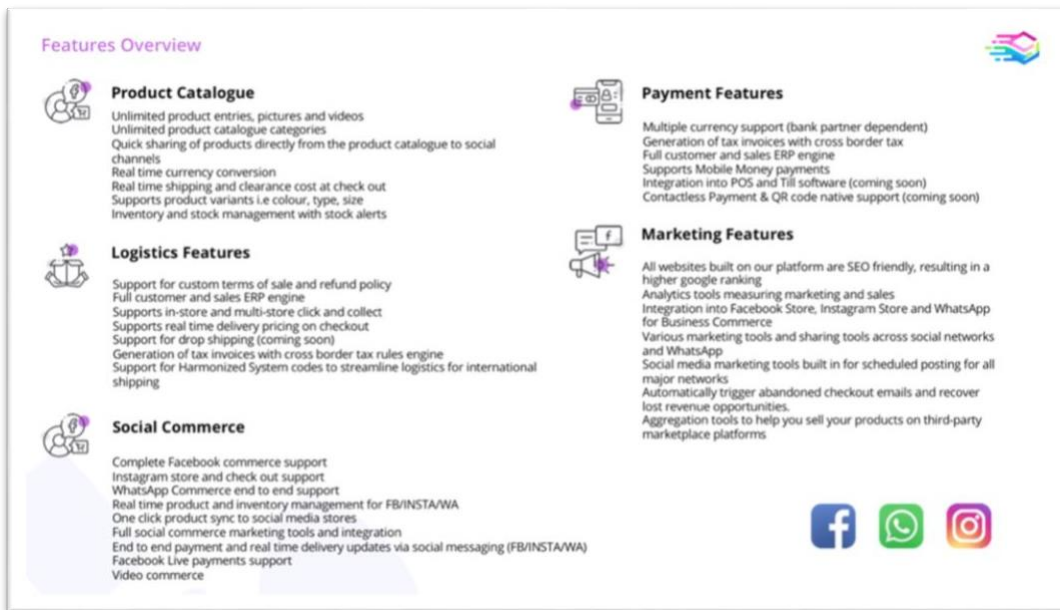 Features Overview
Product Catalogue
Unlimited product entries, pictures and videos
Unlimited product catalogue categories
Quick sharing of products directly from the product catalogue to social
channels
Real time currency conversion
Real time shipping and clearance cost at check out
Supports product variants i.e colour, type, size
Inventory and stock management with stock alerts
Logistics Features
Support for custom terms of sale and refund policy
Full customer and sales ERP engine
Supports in-store and multi-store click and collect
Supports real time delivery pricing on checkout
Support for drop shipping (coming soon)
Generation of tax invoices with cross border tax rules engine
Support for Harmonized System codes to streamline logistics for international
shipping
Social Commerce
Complete Facebook commerce support
Instagram store and check out support
WhatsApp Commerce end to end support
Real time product and inventory management for FB/INSTA/WA
One click product sync to social media stores
Full social commerce marketing tools and integration
End to end payment and real time delivery updates via social messaging (FB/INSTA/WA)
Facebook Live payments support
Video commerce
Payment Features
Multiple currency support (bank partner dependent)
Generation of tax invoices with cross border tax
Full customer and sales ERP engine
Supports Mobile Money payments
Integration into POS and Till software (coming soon)
Contactless Payment & QR code native support (coming soon)
Marketing Features
All websites built on our platform are SEO friendly, resulting in a
higher google ranking
Analytics tools measuring marketing and sales
Integration into Facebook Store, Instagram Store and WhatsApp
for Business Commerce
Various marketing tools and sharing tools across social networks
and WhatsApp
Social media marketing tools built in for scheduled posting for all
major networks
Automatically trigger abandoned checkout emails and recover
lost revenue opportunities.
Aggregation tools to help you sell your products on third-party
marketplace platforms